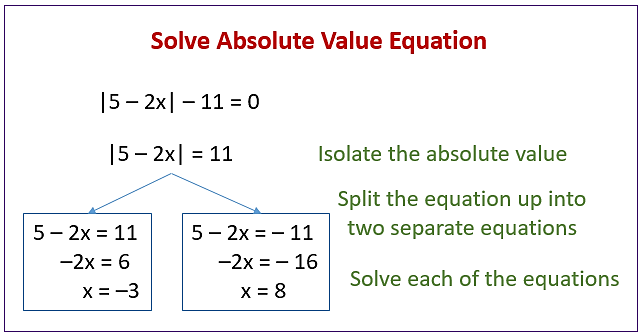 Solve Absolute Value Equation
|5 – 2x| – 11 = 0
|5 – 2x| = 11
Isolate the absolute value
Split the equation up into
two separate equations
5 – 2x = 11
–2x = 6
x = –3
5 – 2x = – 11
–2x = – 16
x = 8
Solve each of the equations